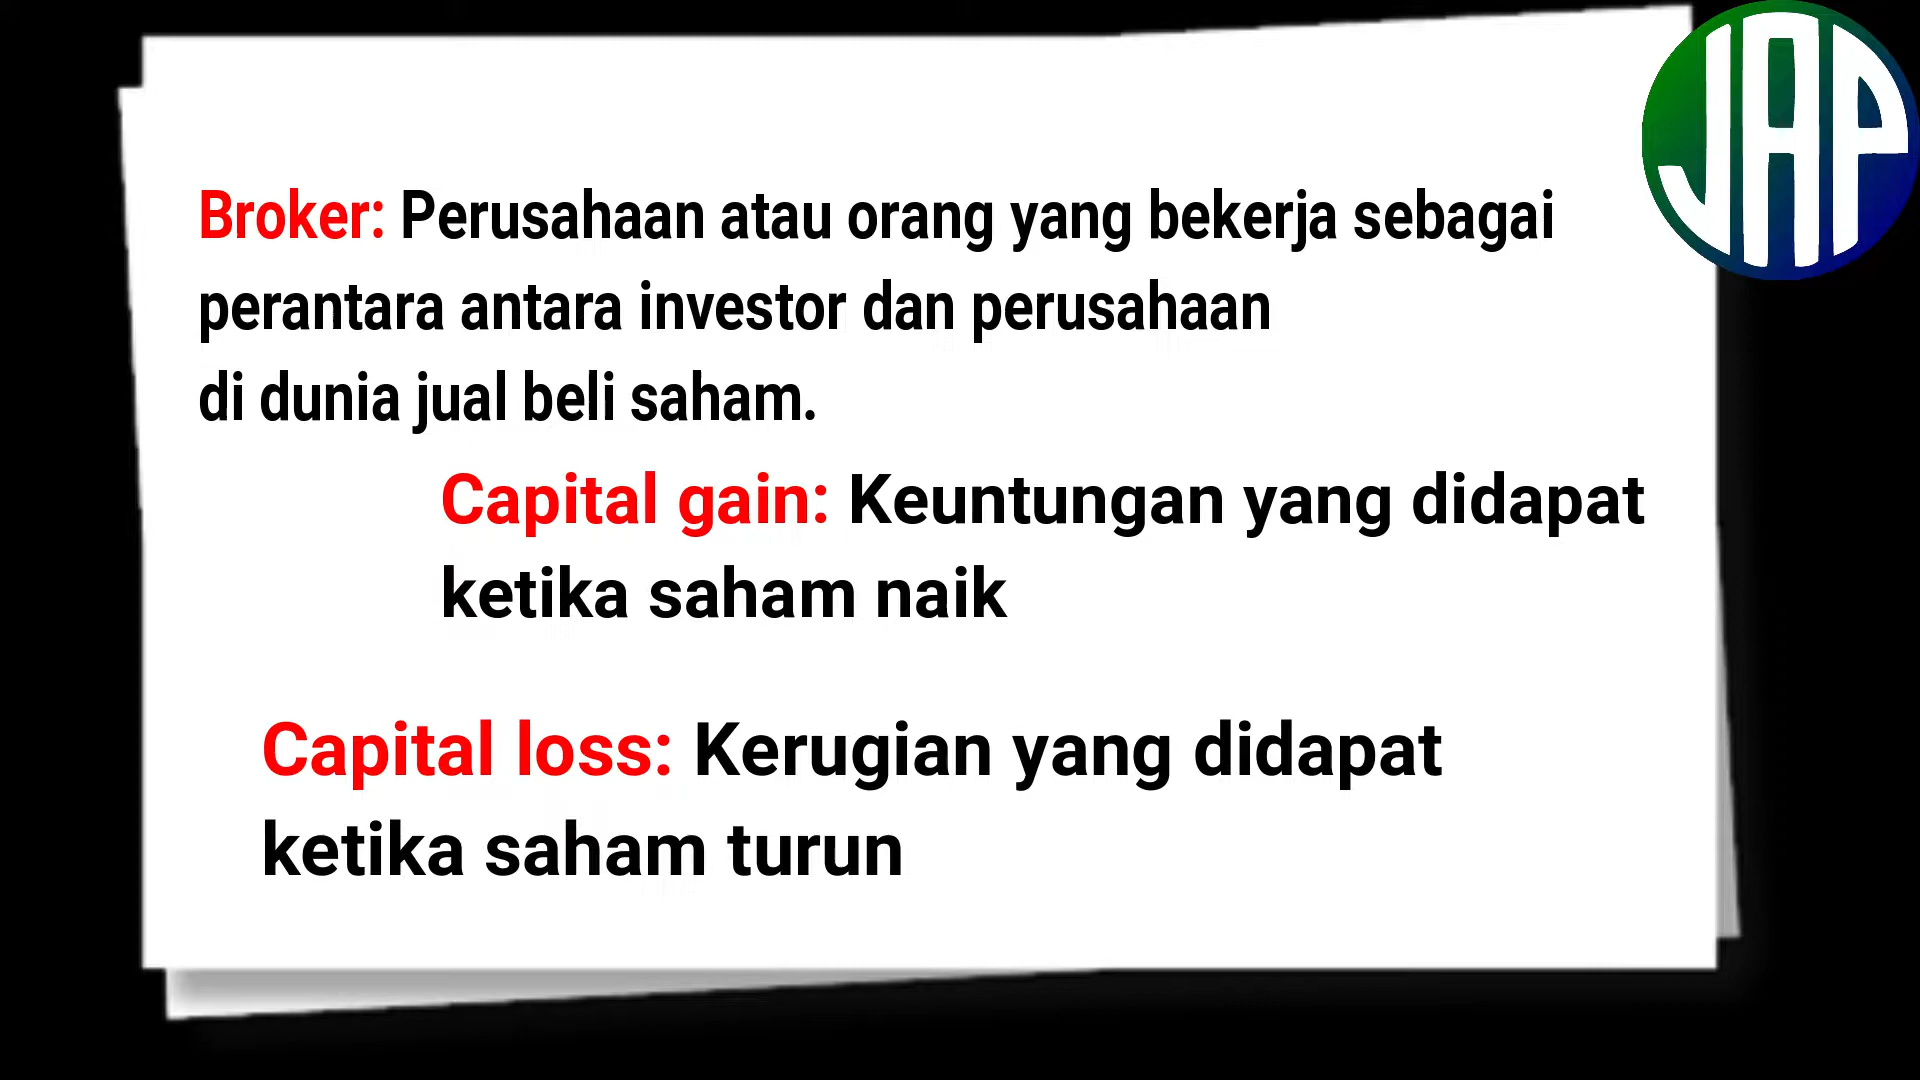 JAP
Broker: Perusahaan atau orang yang bekerja sebagai
perantara antara investor dan perusahaan
di dunia jual beli saham.
Capital gain: Keuntungan yang didapat
ketika saham naik
Capital loss: Kerugian yang didapat
ketika saham turun